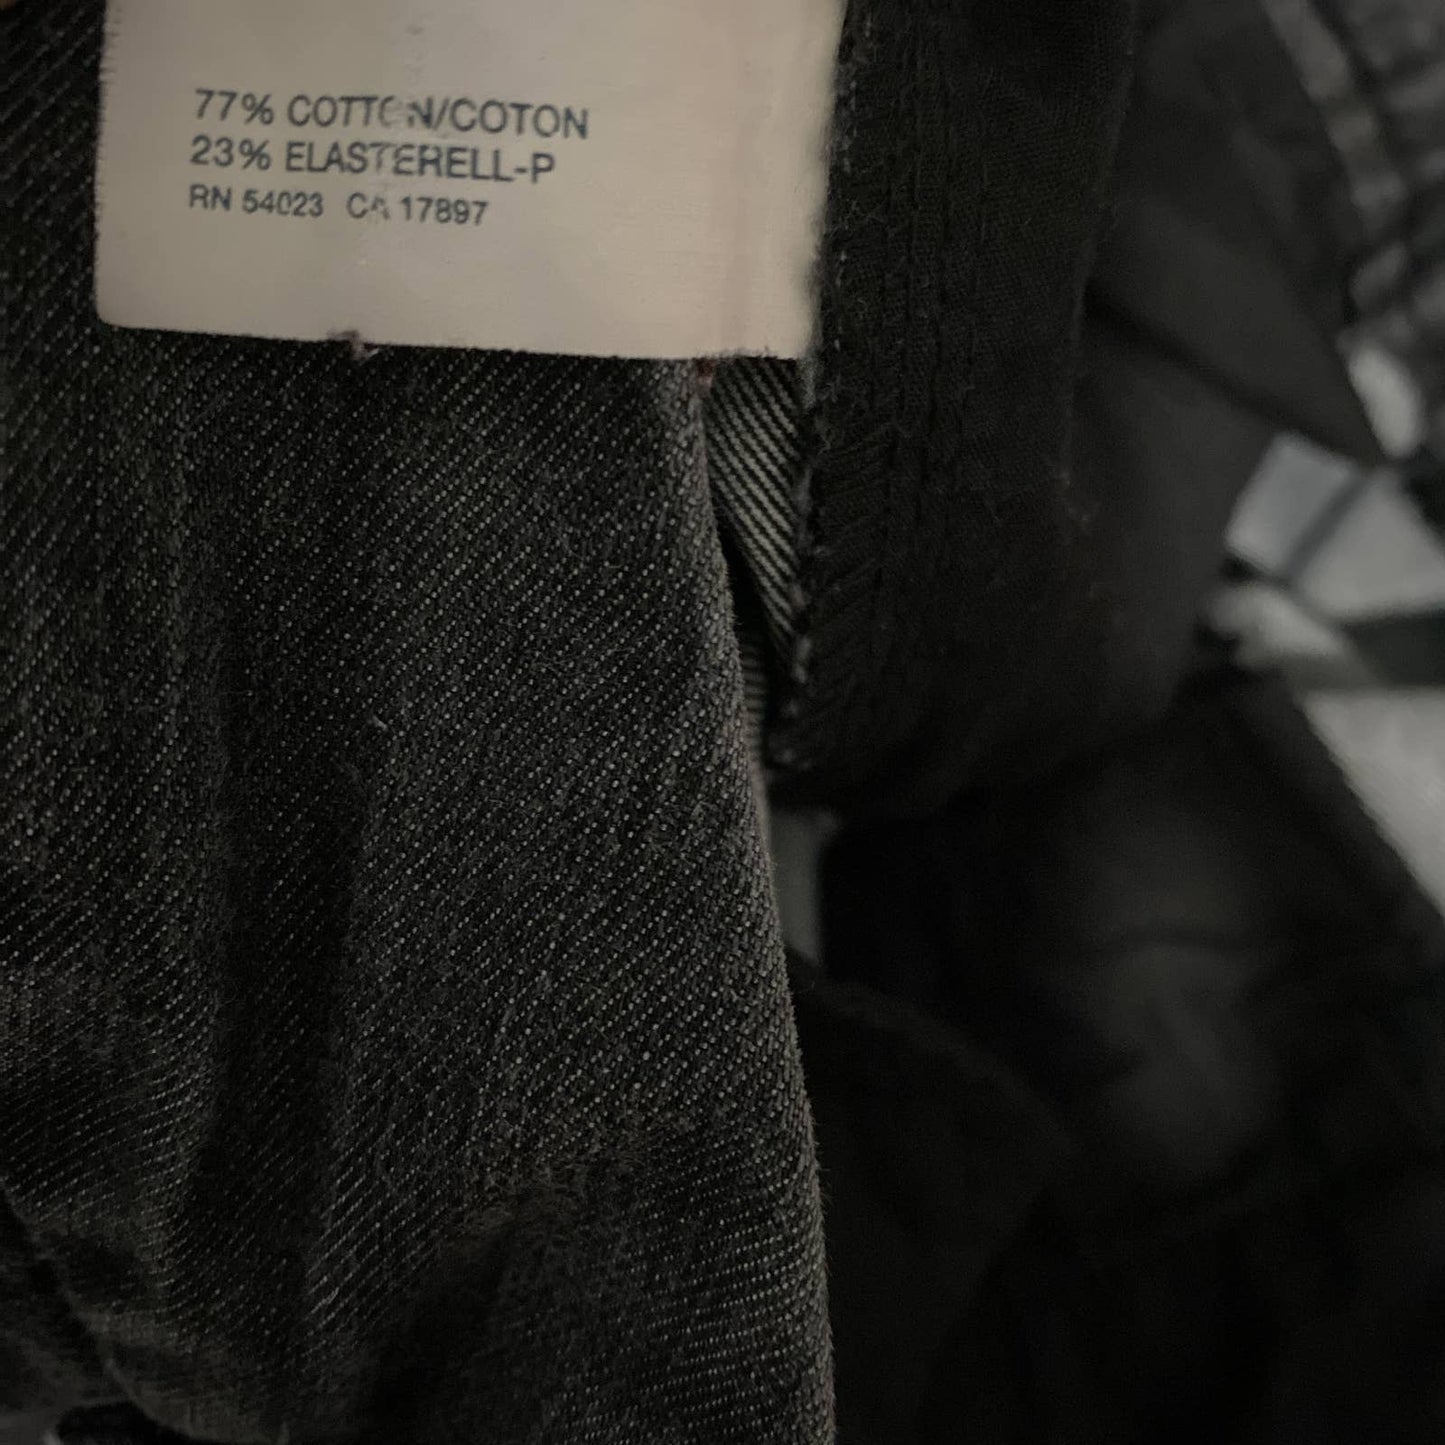 77% COTTON/COTON
23% ELASTERELL-P
RN 54023 CA 17897